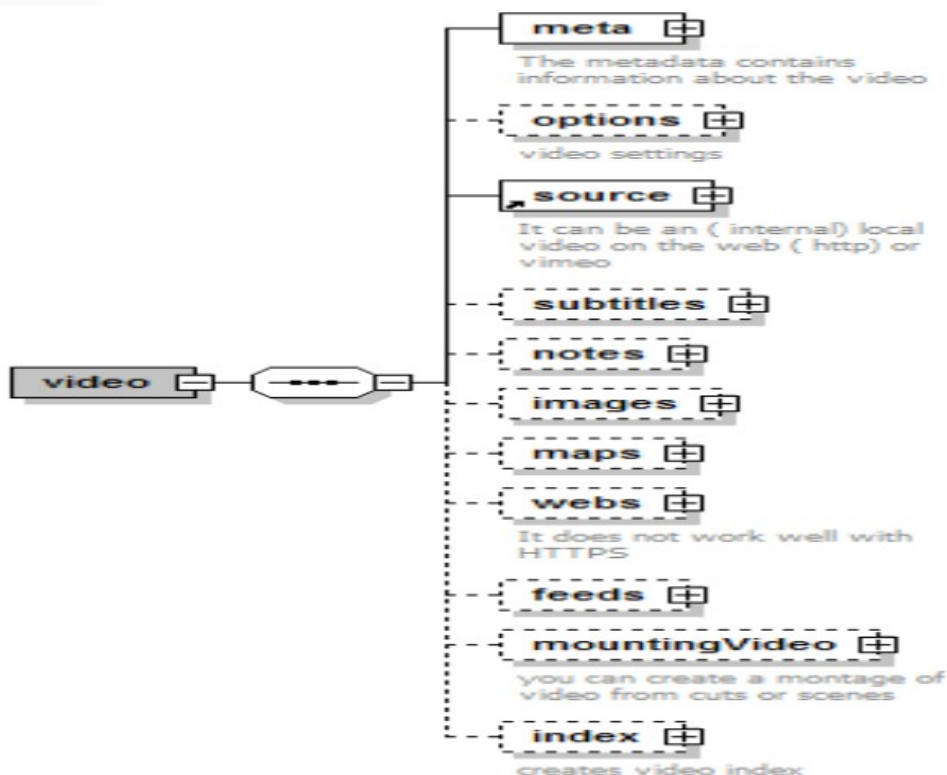 meta
The metadata contains
information about the video
options
video settings
source
It can be an ( internal) local
video on the web ( http) or
vimeo
subtitles
notes
video
images
maps
webs
It does not work well with
HTTPS
feeds
mountingVideo
you can create a montage of
video from cuts or scenes
index
creates video index